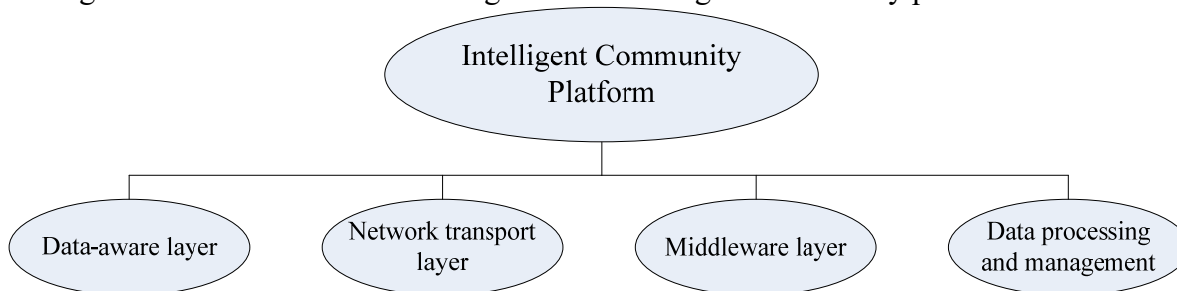 Intelligent Community
Platform
Data-aware layer
Network transport
layer
Middleware layer
Data processing
and management